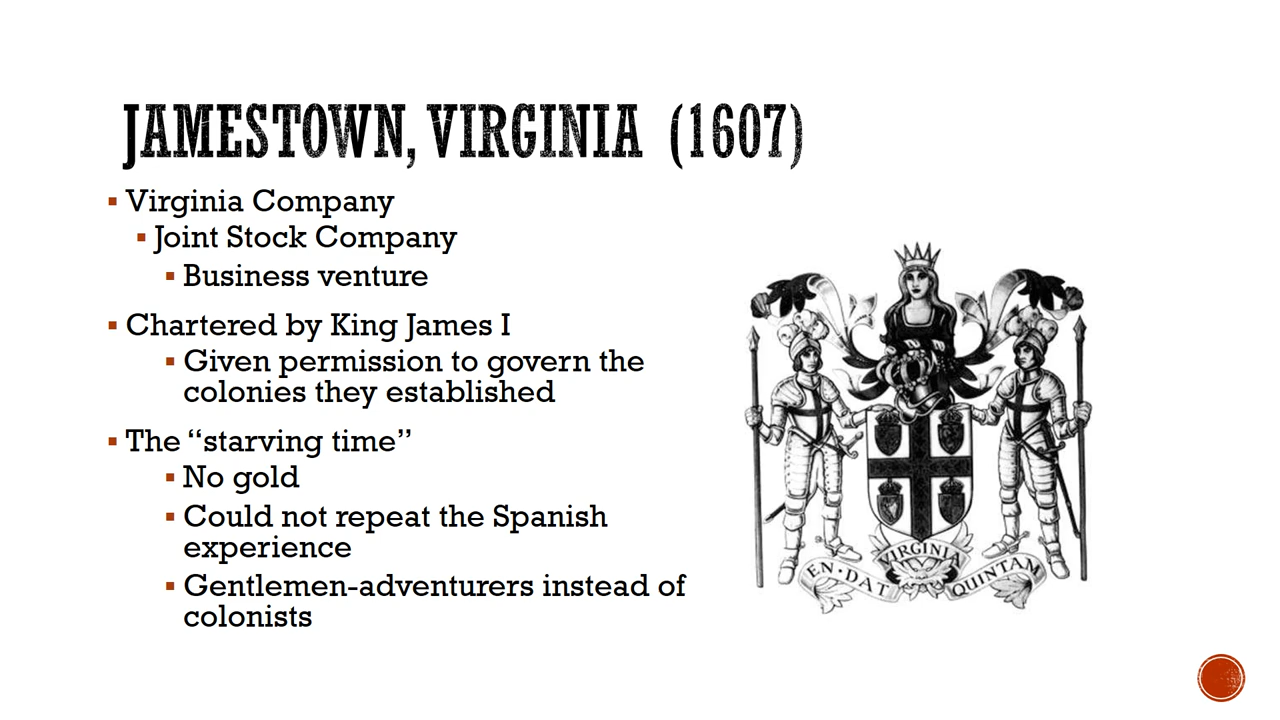 JAMESTOWN, VIRGINIA (1607)
Virginia Company
Joint Stock Company
Business venture
Chartered by King James I
Given permission to govern the
colonies they established
The “starving time”
No gold
Could not repeat the Spanish
experience
Gentlemen-adventurers instead of
colonists
EN·DAT VIRGINIA QUINTAM